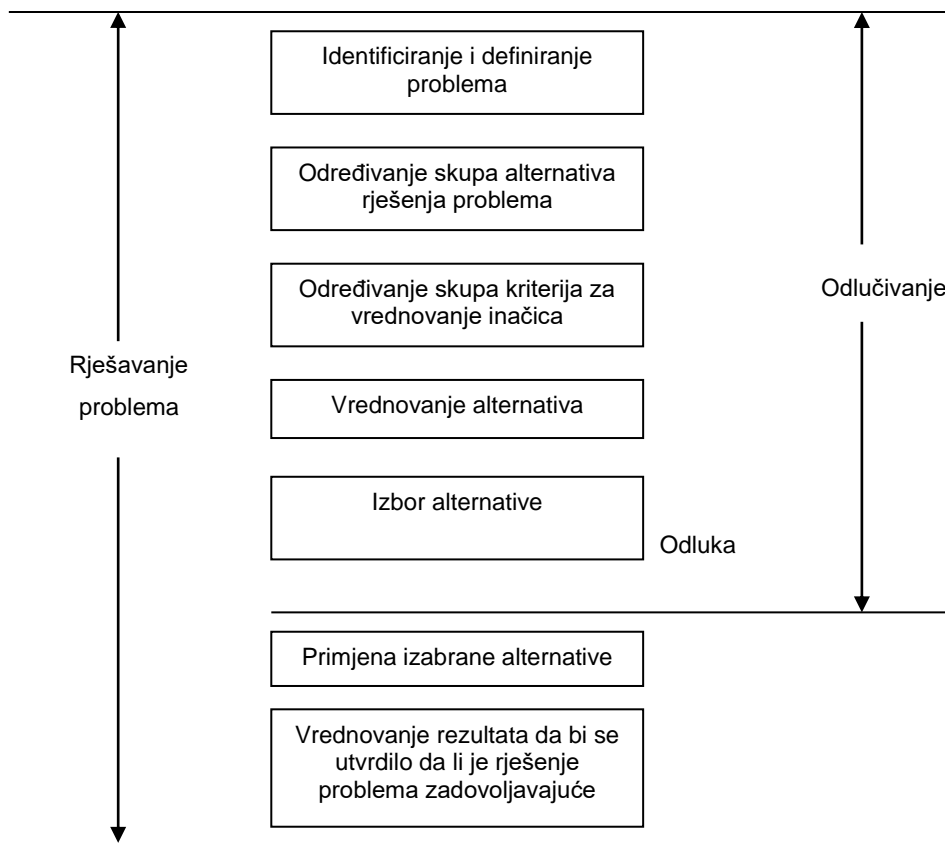 Identificiranje i definiranje
problema
Određivanje skupa alternativa
rješenja problema
Određivanje skupa kriterija za
vrednovanje inačica
Odlučivanje
Rješavanje
problema
Vrednovanje alternativa
Izbor alternative
Odluka
Primjena izabrane alternative
Vrednovanje rezultata da bi se
utvrdilo da li je rješenje
problema zadovoljavajuće